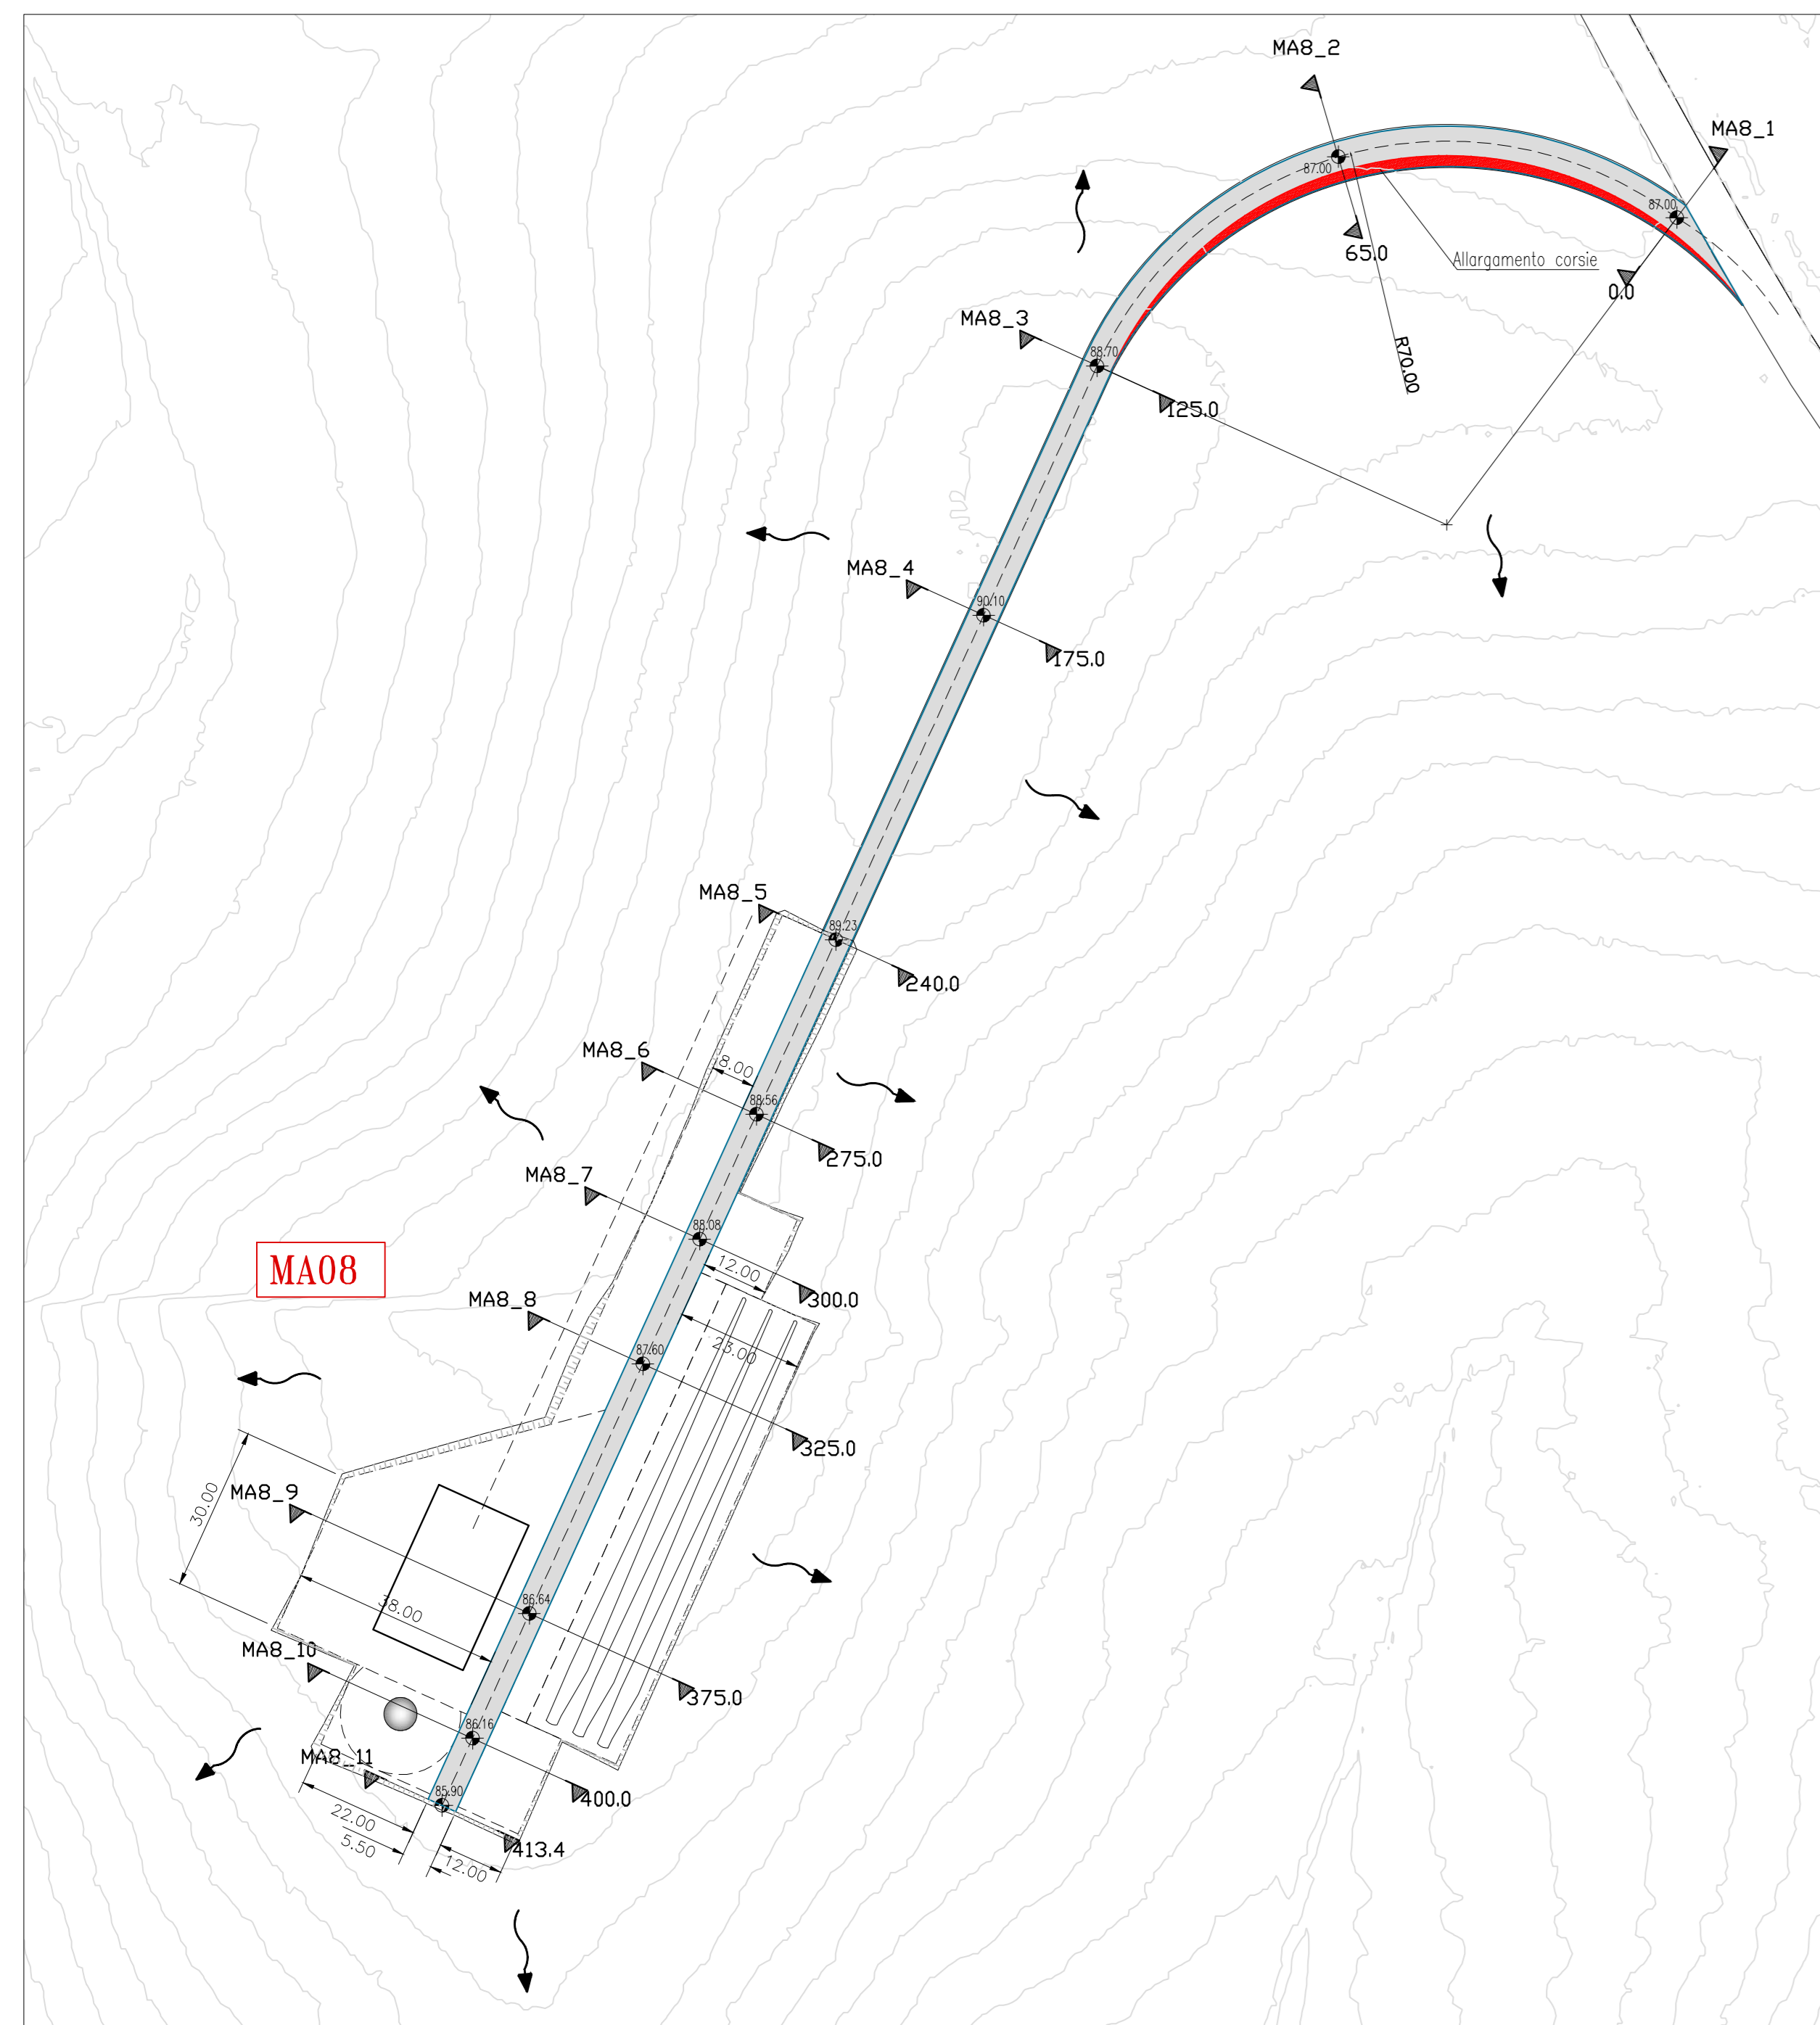 MA8_2
MA8_1
87.00
87.00
65.0
Allargamento corsie
0.0
MA8_3
88.70
R70.00
125.0
MA8_4
90.10
175.0
MA8_5
89.23
240.0
MA8_6
8.00
88.56
275.0
MA8_7
88.08
MA08
12.00
300.0
MA8_8
87.60
23.00
325.0
30.00
MA8_9
86.64
38.00
MA8_10
375.0
86.16
MA8_11
85.90
400.0
22.00
5.50
413.4
12.00